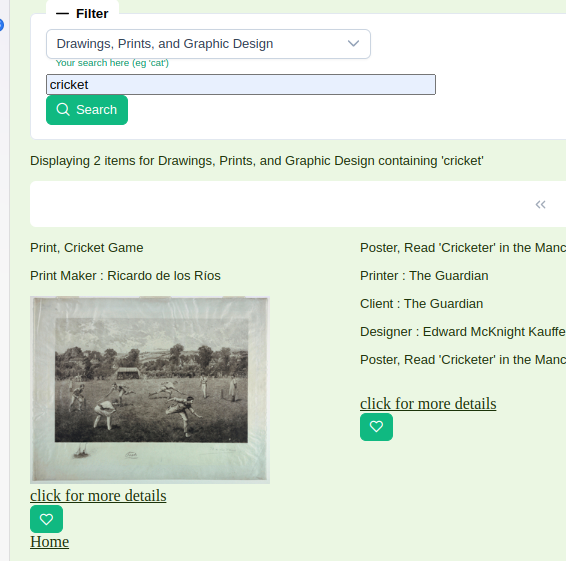 Filter
Drawings, Prints, and Graphic Design
Your search here (eg 'cat')
cricket
Search
Displaying 2 items for Drawings, Prints, and Graphic Design containing 'cricket'
Print, Cricket Game
Print Maker : Ricardo de los Ríos
click for more details
Home
Poster, Read 'Cricketer' in the Manc
Printer : The Guardian
Client : The Guardian
Designer : Edward McKnight Kauffe
Poster, Read 'Cricketer' in the Manc
click for more details